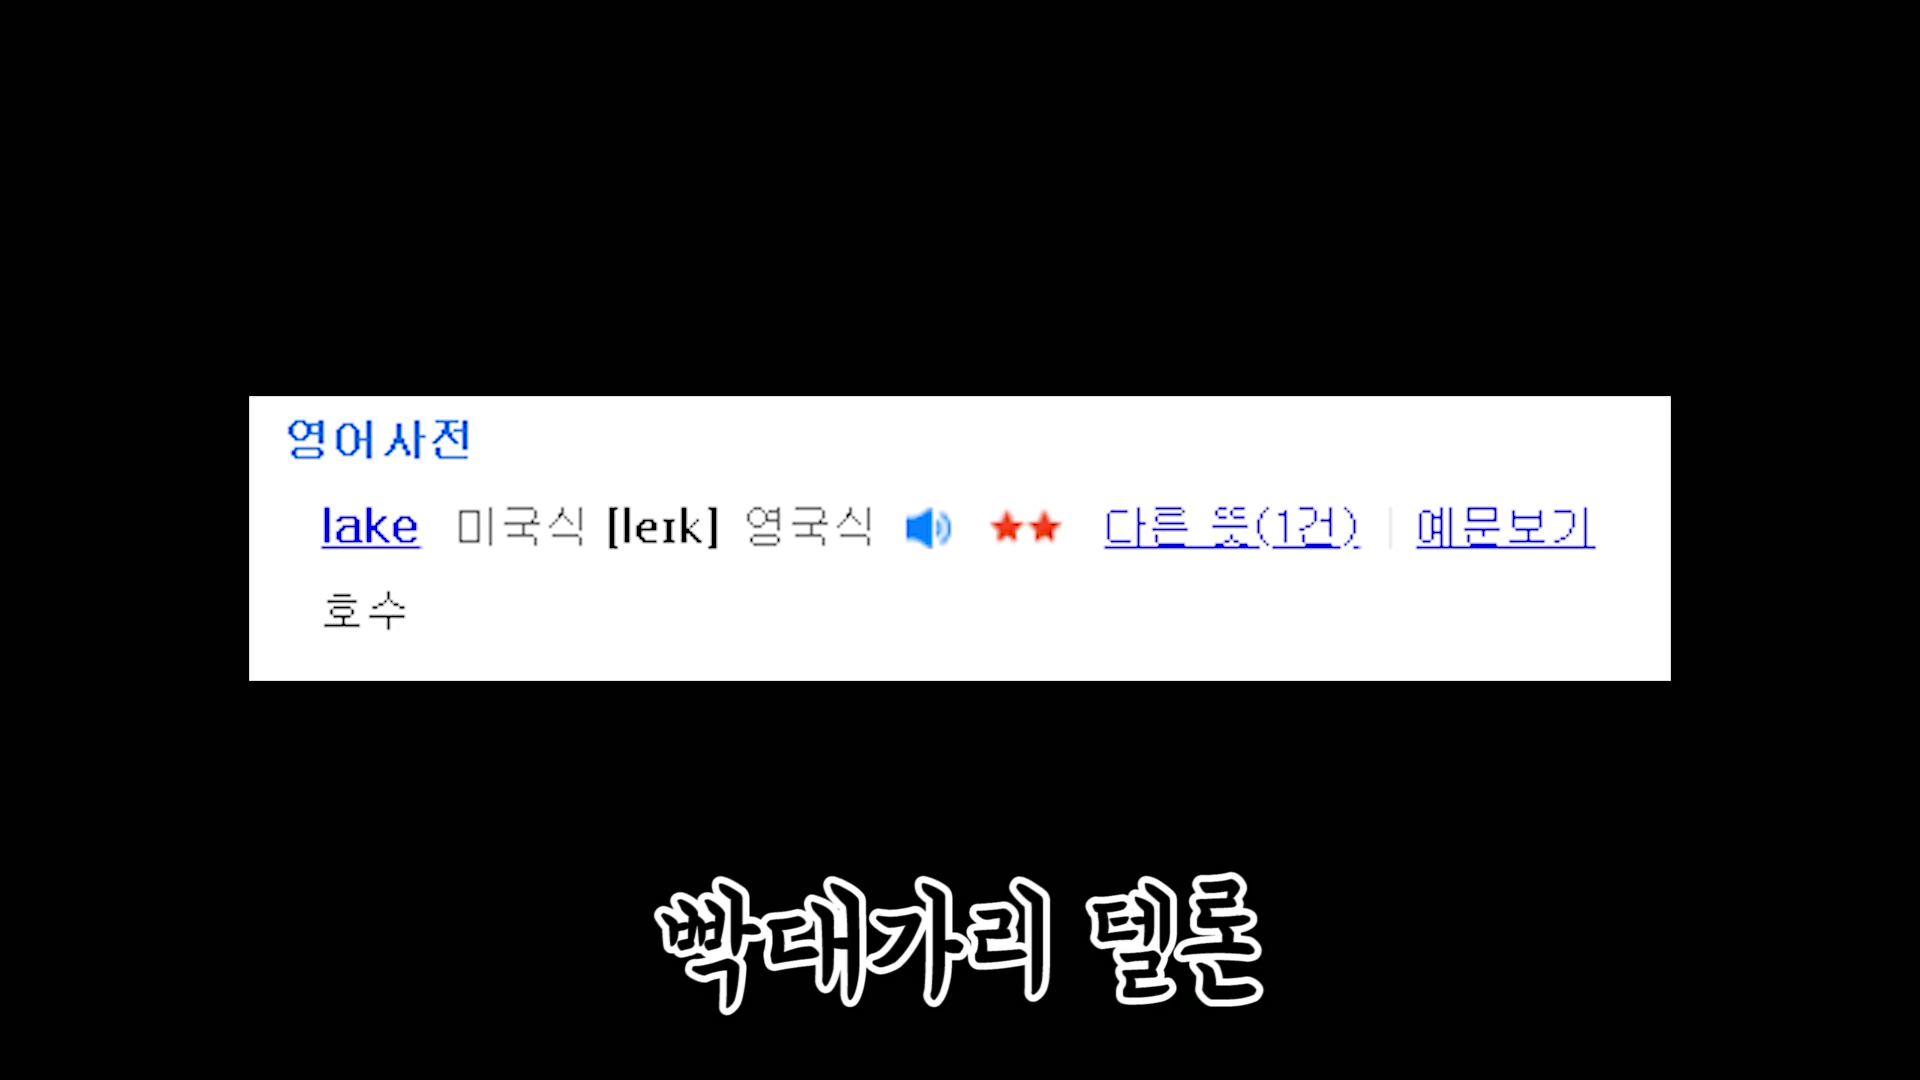 영어사전
lake 미국식 [leɪk] 영국식 ★★ 다른 뜻(1건) | 예문보기
호수
빡대가리 델론